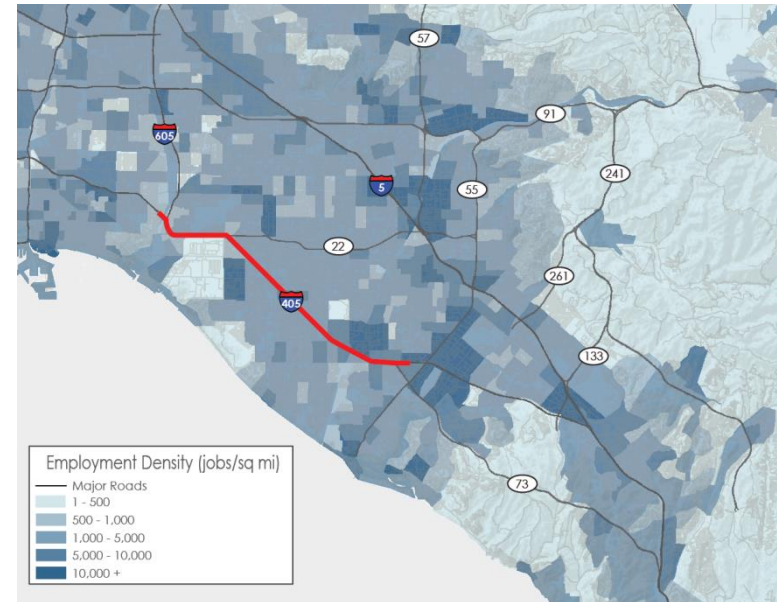 57
91
605
241
5
55
22
261
405
133
73
Employment Density (jobs/sq mi)
Major Roads
1 - 500
500 - 1,000
1,000 - 5,000
5,000 - 10,000
10,000 +